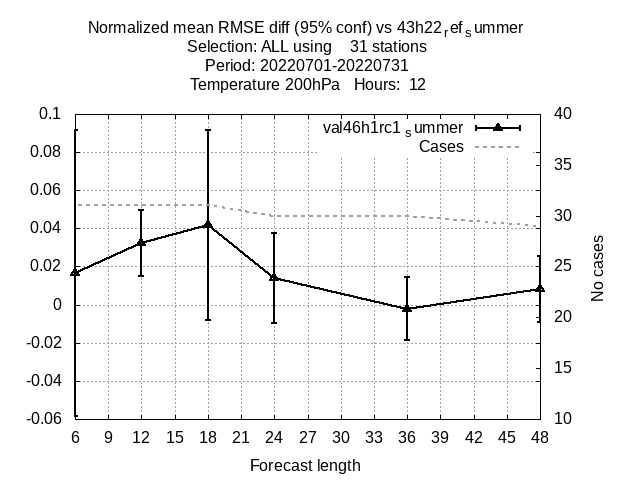 Normalized mean RMSE diff (95% conf) vs 43h22refsummer
Selection: ALL using    31 stations
Period: 20220701-20220731
Temperature 200hPa   Hours:  12
val46h1rc1summer
Cases
0.1
0.08
0.06
0.04
0.02
0
-0.02
-0.04
-0.06
40
35
30
25
20
15
10
No cases
6 9 12 15 18 21 24 27 30 33 36 39 42 45 48
Forecast length